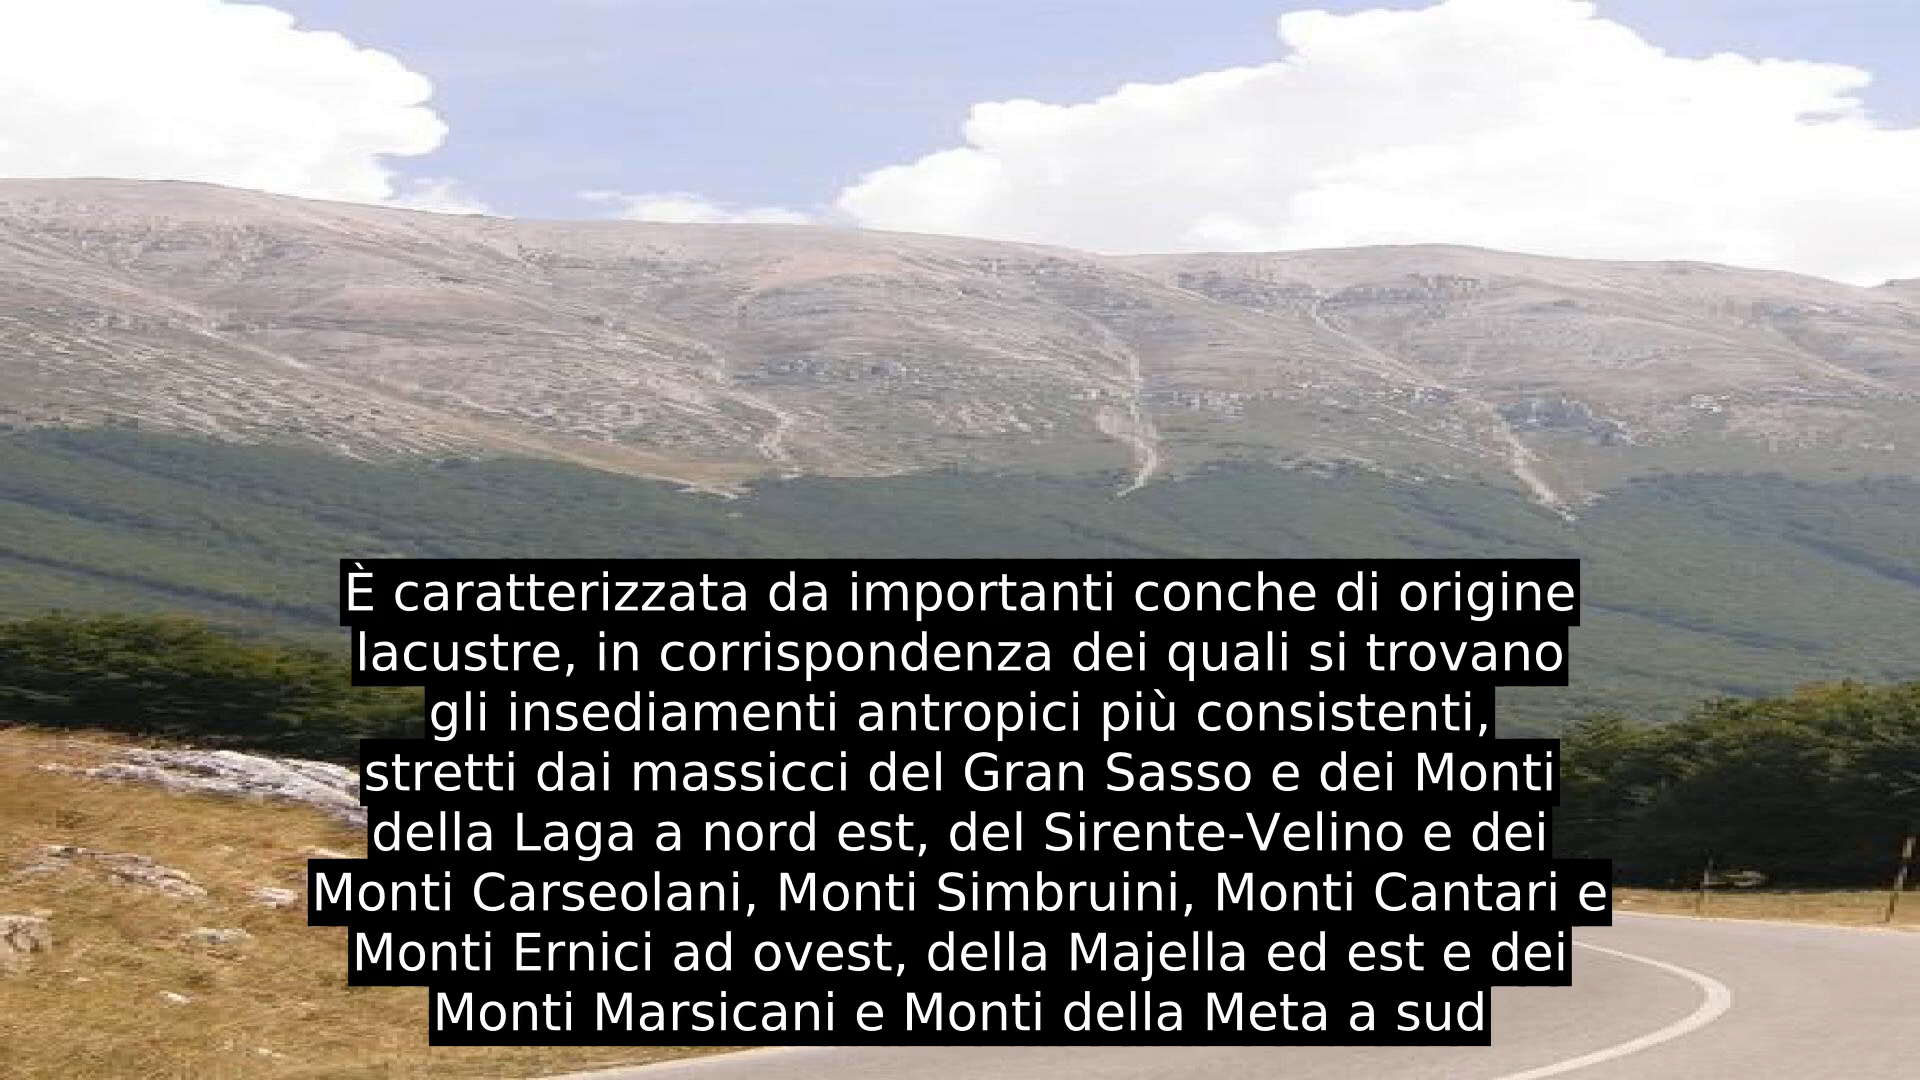 È caratterizzata da importanti conche di origine
lacustre, in corrispondenza dei quali si trovano
gli insediamenti antropici più consistenti,
stretti dai massicci del Gran Sasso e dei Monti
della Laga a nord est, del Sirente-Velino e dei
Monti Carseolani, Monti Simbruini, Monti Cantari e
Monti Ernici ad ovest, della Majella ed est e dei
Monti Marsicani e Monti della Meta a sud